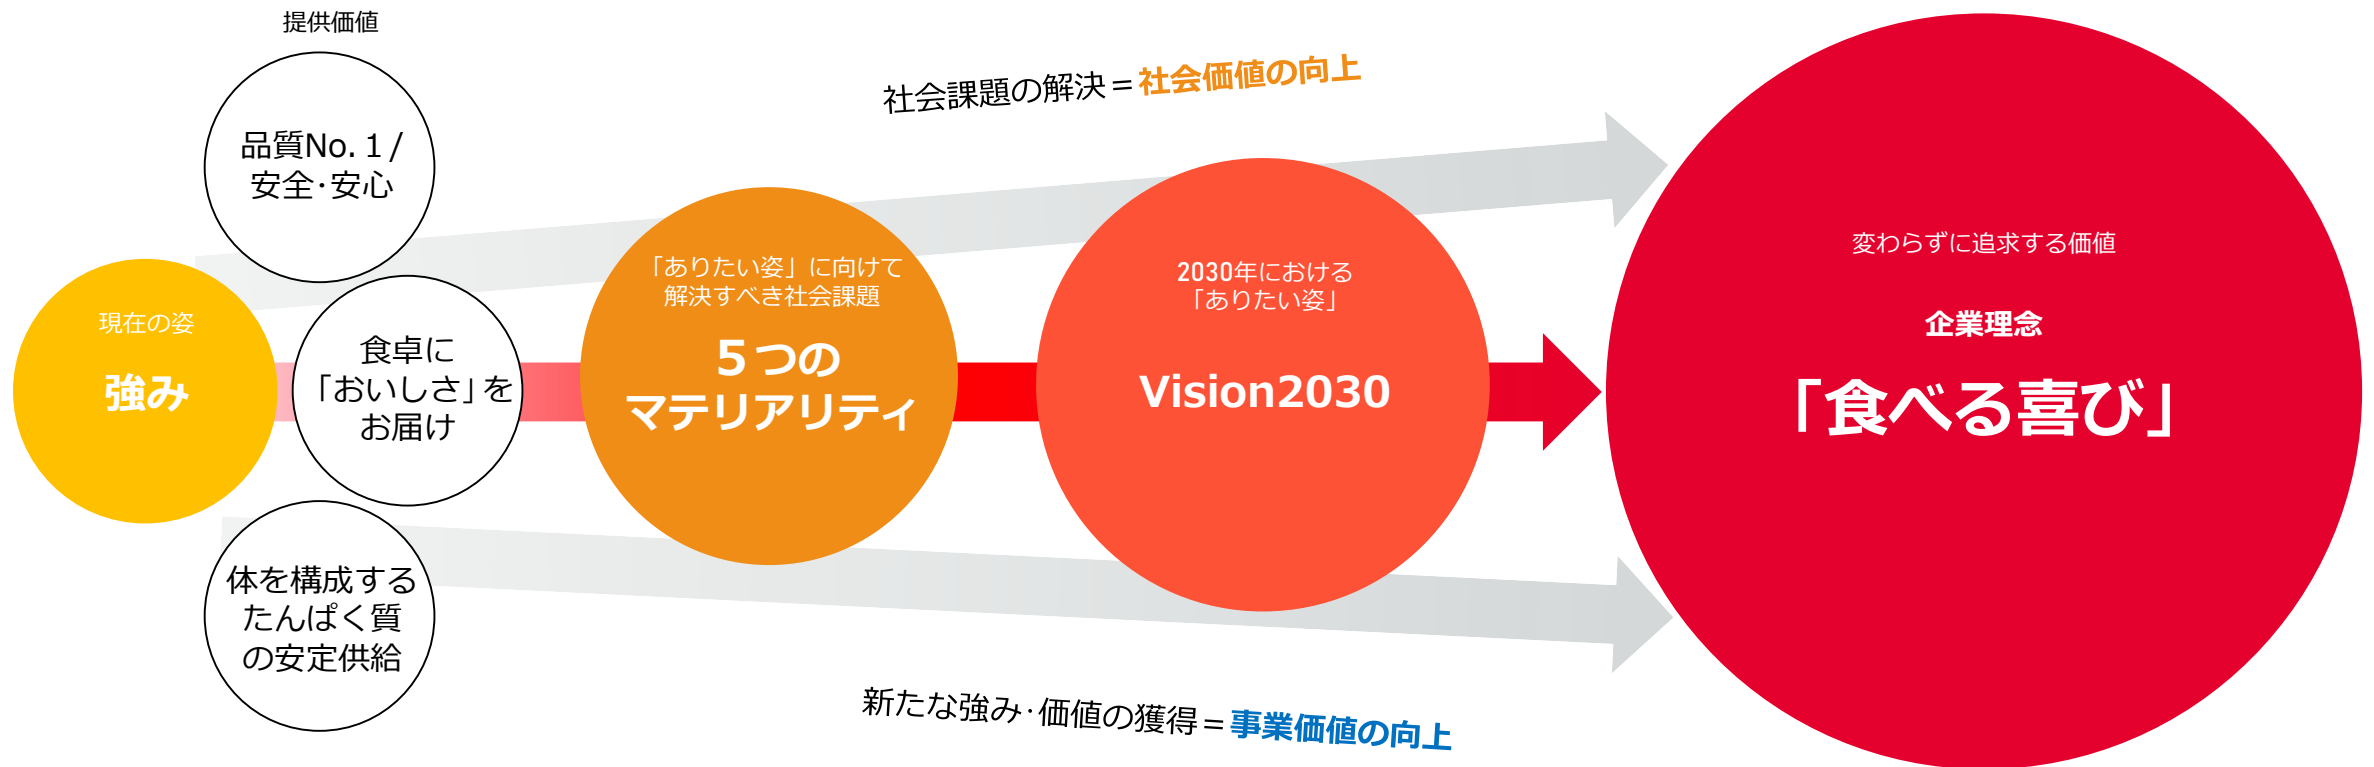 提供価値
品質No.１/
安全･安心
現在の姿
強み
食卓に
「おいしさ」を
お届け
体を構成する
たんぱく質
の安定供給
社会課題の解決＝社会価値の向上
「ありたい姿」に向けて
解決すべき社会課題
５つの
マテリアリティ
2030年における
「ありたい姿」
Vision2030
新たな強み･価値の獲得＝事業価値の向上
変わらずに追求する価値
企業理念
「食べる喜び」